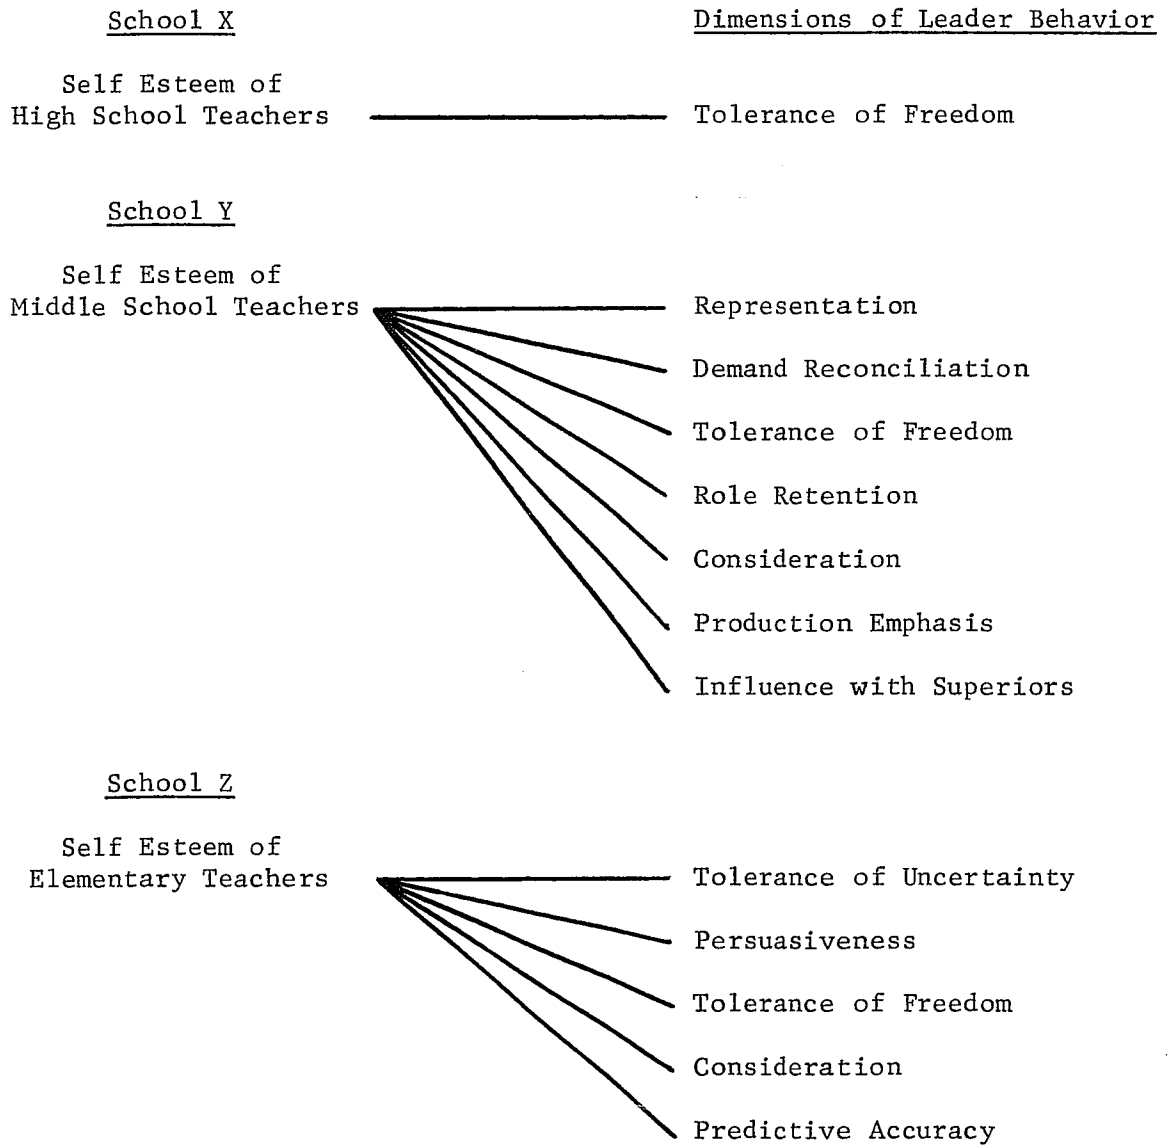 School X
Dimensions of Leader Behavior
Self Esteem of
High School Teachers
Tolerance of Freedom
School Y
Self Esteem of
Middle School Teachers
Representation
Demand Reconciliation
Tolerance of Freedom
Role Retention
Consideration
Production Emphasis
Influence with Superiors
School Z
Self Esteem of
Elementary Teachers
Tolerance of Uncertainty
Persuasiveness
Tolerance of Freedom
Consideration
Predictive Accuracy